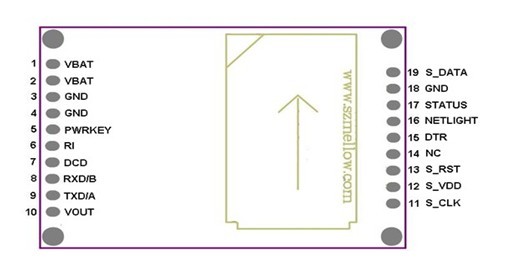 1 VBAT
2 VBAT
3 GND
4 GND
5 PWRKEY
6 RI
7 DCD
8 RXD/B
9 TXD/A
10 VOUT
www.szmellow.com
19 S_DATA
18 GND
17 STATUS
16 NETLIGHT
15 DTR
14 NC
13 S_RST
12 S_VDD
11 S_CLK